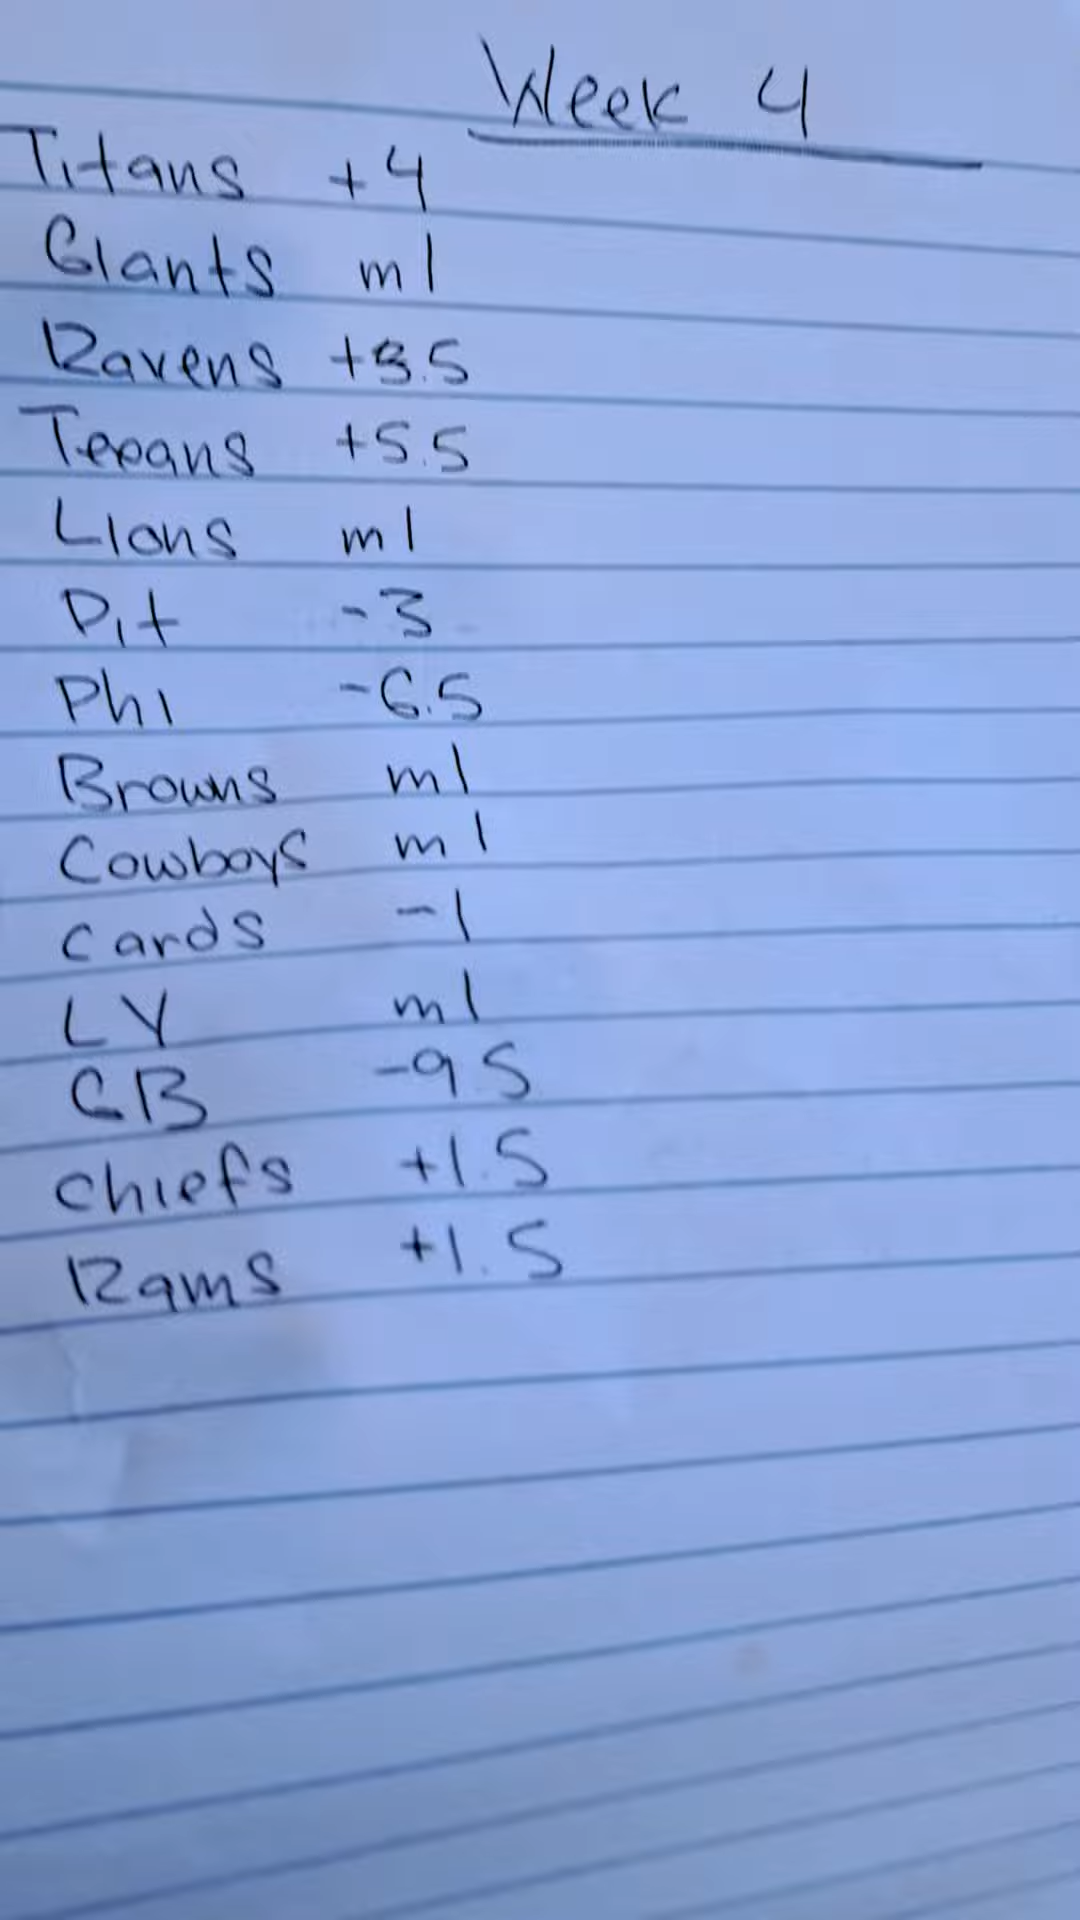 Week 4
Titans +4
Giants ml
Ravens +3.5
Texans +5.5
Lions ml
Pit -3
Phi -6.5
Browns ml
Cowboys ml
Cards -1
LV ml
GB -9.5
Chiefs +1.5
Rams +1.5